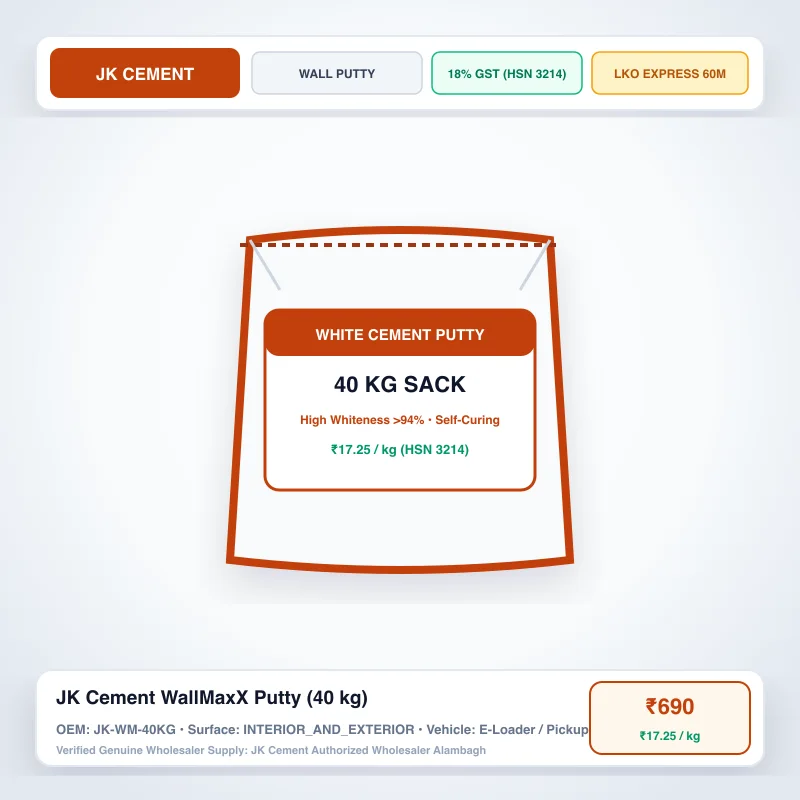 JK CEMENT
WALL PUTTY
18% GST (HSN 3214)
LKO EXPRESS 60M
WHITE CEMENT PUTTY
40 KG SACK
High Whiteness >94% • Self-Curing
₹17.25 / kg (HSN 3214)
JK Cement WallMaxX Putty (40 kg)
OEM: JK-WM-40KG • Surface: INTERIOR_AND_EXTERIOR • Vehicle: E-Loader / Pickup
Verified Genuine Wholesaler Supply: JK Cement Authorized Wholesaler Alambagh
₹690
₹17.25 / kg